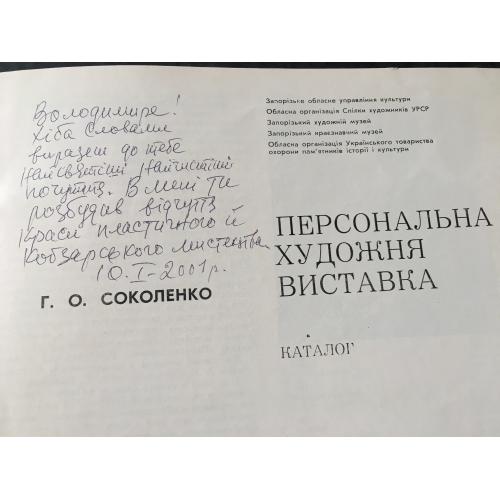 Володимире!
Хіба Словами
виразеш до тебе
найсвятіші найчистіші
почуття. В мені ти
розбудив відчуття
краси пластичного й
Кобзарського мистецтва
10.I-2001р.
Г. О. СОКОЛЕНКО
Запорізьке обласне управління культури
Обласна організація Спілки художників УРСР
Запорізький художній музей
Запорізький краєзнавчий музей
Обласна організація Українського товариства
охорони пам'ятників історії і культури
ПЕРСОНАЛЬНА
ХУДОЖНЯ
ВИСТАВКА
КАТАЛОГ